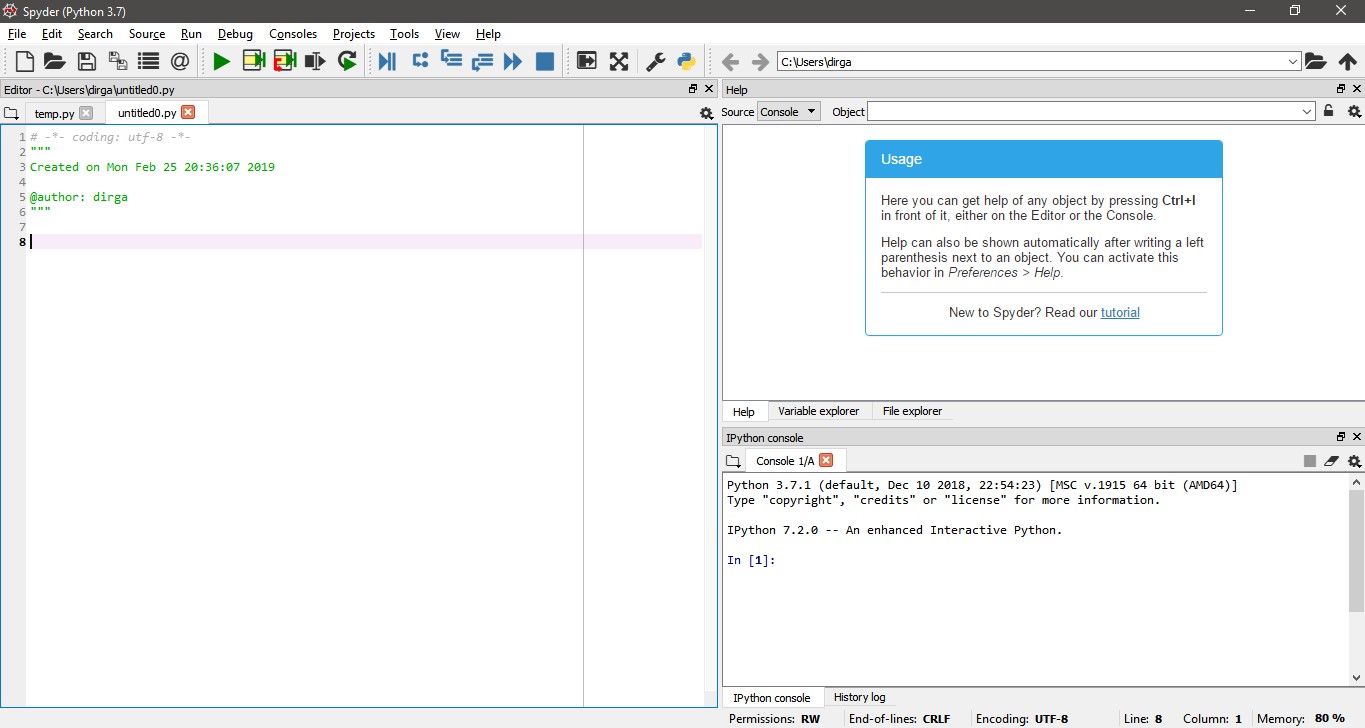 Spyder (Python 3.7)
File Edit Search Source Run Debug Consoles Projects Tools View Help
C:\Users\dirga
Editor - C:\Users\dirga\untitled0.py
temp.py untitled0.py
1 # -*- coding: utf-8 -*-
2 """
3 Created on Mon Feb 25 20:36:07 2019
4
5 @author: dirga
6 """
7
8
Help
Source Console Object
Usage
Here you can get help of any object by pressing Ctrl+I
in front of it, either on the Editor or the Console.
Help can also be shown automatically after writing a left
parenthesis next to an object. You can activate this
behavior in Preferences > Help.
New to Spyder? Read our tutorial
Help Variable explorer File explorer
IPython console
Console 1/A
Python 3.7.1 (default, Dec 10 2018, 22:54:23) [MSC v.1915 64 bit (AMD64)]
Type "copyright", "credits" or "license" for more information.
IPython 7.2.0 -- An enhanced Interactive Python.
In [1]:
IPython console History log
Permissions: RW End-of-lines: CRLF Encoding: UTF-8 Line: 8 Column: 1 Memory: 80 %